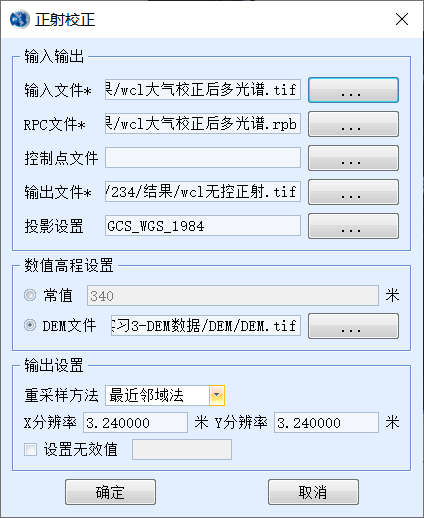 正射校正
输入输出
输入文件* 果/wcl大气校正后多光谱.tif ...
RPC文件* 果/wcl大气校正后多光谱.rpb ...
控制点文件 ...
输出文件* /234/结果/wcl无控正射.tif ...
投影设置 GCS_WGS_1984 ...
数值高程设置
常值 340 米
DEM文件 实习3-DEM数据/DEM/DEM.tif ...
输出设置
重采样方法 最近邻域法
X分辨率 3.240000 米 Y分辨率 3.240000 米
设置无效值
确定 取消